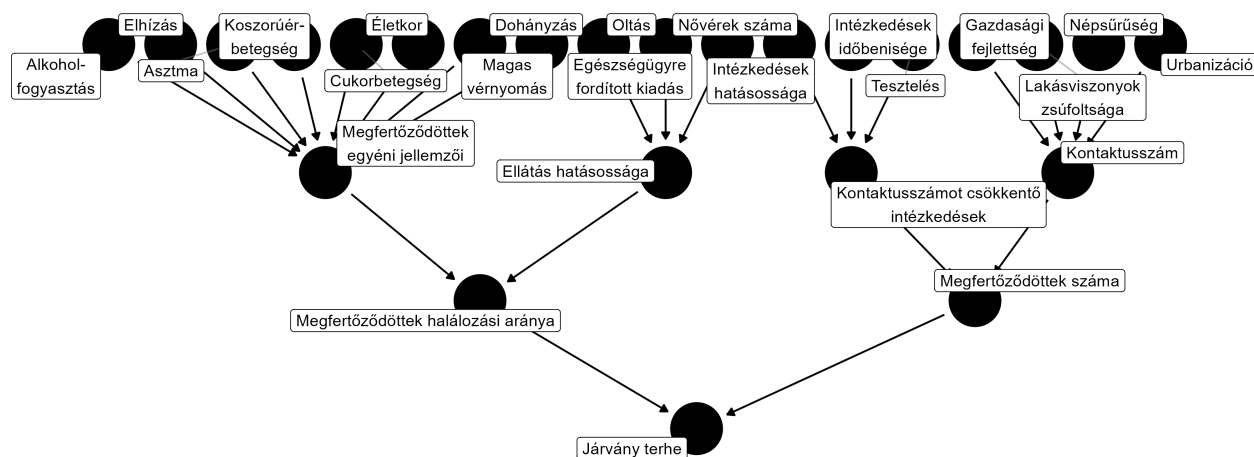 Elhízás
Koszorúér-
betegség
Életkor
Dohányzás
Oltás
Nővérek száma
Intézkedések
időbenisége
Gazdasági
fejlettség
Népsűrűség
Alkohol-
fogyasztás
Asztma
Cukorbetegség
Magas
vérnyomás
Egészségügyre
fordított kiadás
Intézkedések
hatásossága
Tesztelés
Lakásviszonyok
zsúfoltsága
Urbanizáció
Megfertőződöttek
egyéni jellemzői
Ellátás hatásossága
Kontaktusszámot csökkentő
intézkedések
Kontaktusszám
Megfertőződöttek halálozási aránya
Megfertőződöttek száma
Járvány terhe